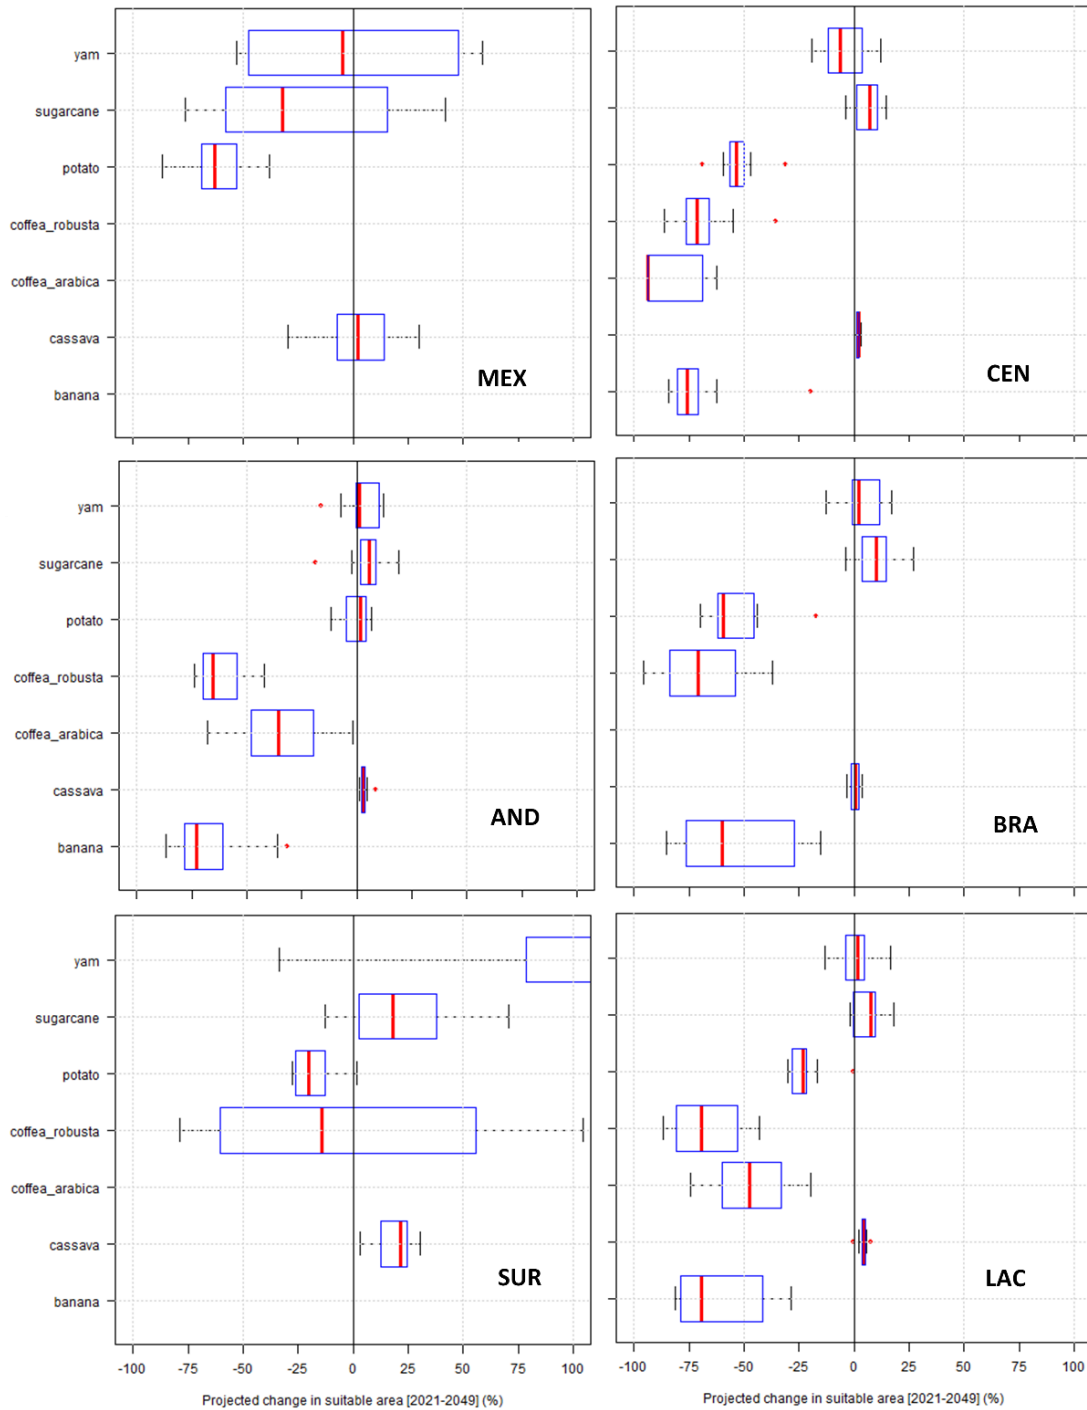 yam
sugarcane
potato
coffea_robusta
coffea_arabica
cassava
banana
MEX
CEN
yam
sugarcane
potato
coffea_robusta
coffea_arabica
cassava
banana
AND
BRA
yam
sugarcane
potato
coffea_robusta
coffea_arabica
cassava
banana
SUR
LAC
-100 -75 -50 -25 0 25 50 75 100
-100 -75 -50 -25 0 25 50 75 100
Projected change in suitable area [2021-2049] (%)
Projected change in suitable area [2021-2049] (%)